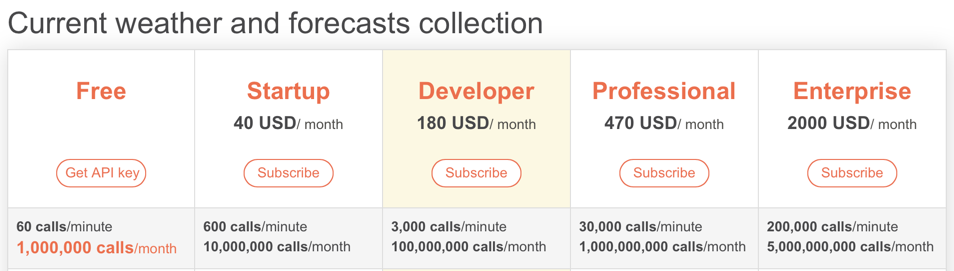 Current weather and forecasts collection
Free
Startup
Developer
Professional
Enterprise
40 USD/ month
180 USD/ month
470 USD/ month
2000 USD/ month
Get API key
Subscribe
Subscribe
Subscribe
Subscribe
60 calls/minute
1,000,000 calls/month
600 calls/minute
10,000,000 calls/month
3,000 calls/minute
100,000,000 calls/month
30,000 calls/minute
1,000,000,000 calls/month
200,000 calls/minute
5,000,000,000 calls/month